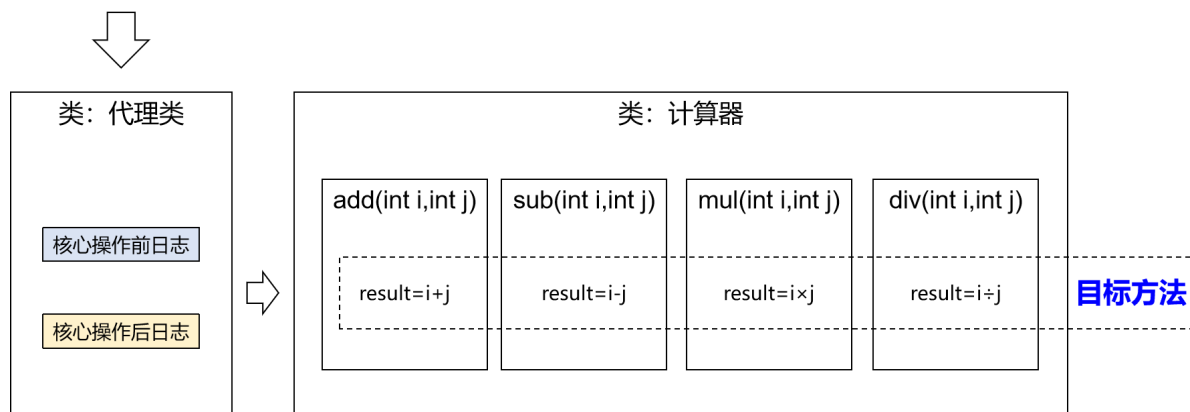 类：代理类
核心操作前日志
核心操作后日志
类：计算器
add(int i,int j)
sub(int i,int j)
mul(int i,int j)
div(int i,int j)
result=i+j
result=i-j
result=i×j
result=i÷j
目标方法